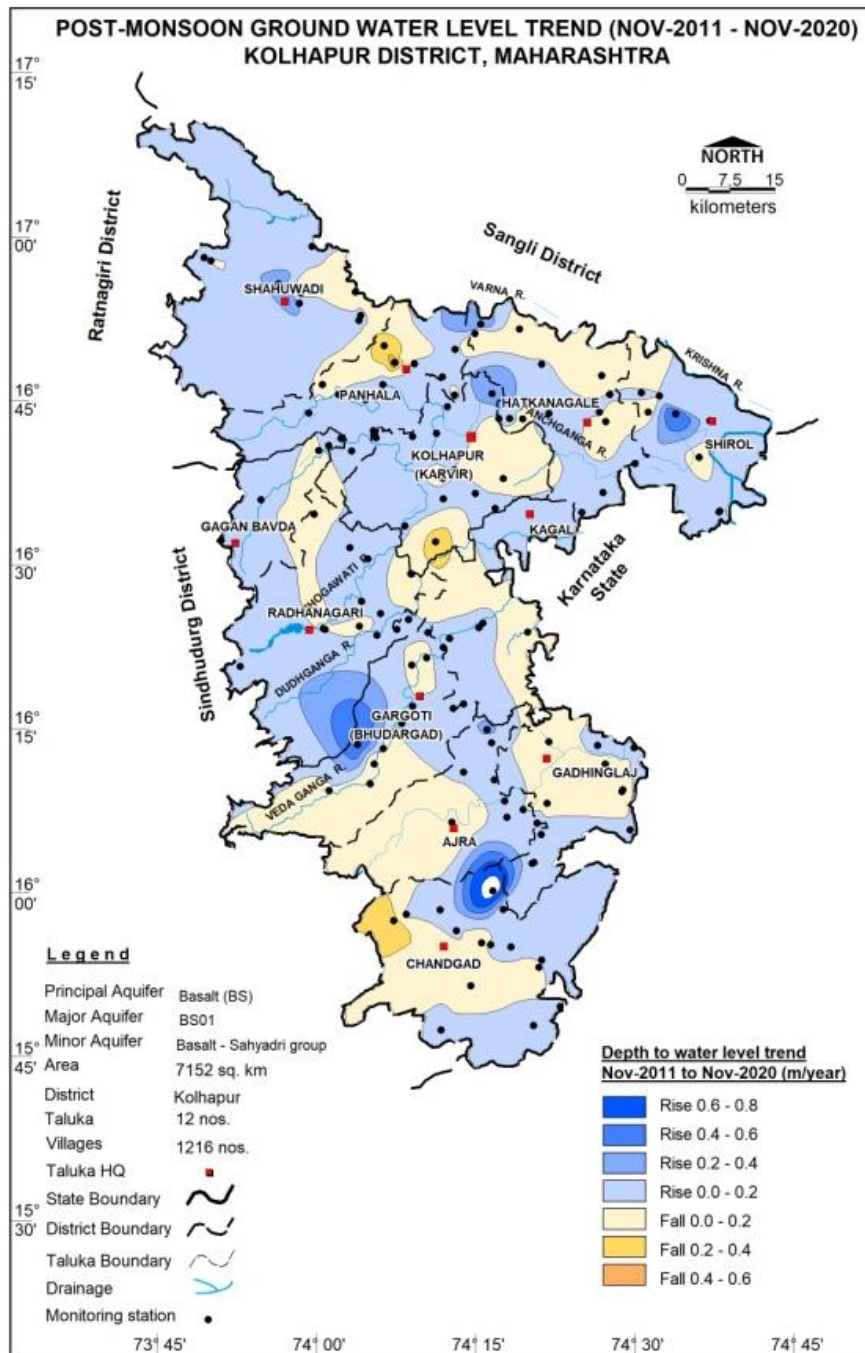 POST-MONSOON GROUND WATER LEVEL TREND (NOV-2011 - NOV-2020)
KOLHAPUR DISTRICT, MAHARASHTRA
17°
15'
NORTH
0 7.5 15
kilometers
17°
00'
Ratnagiri District
Sangli District
VARNA R.
SHAHUWADI
KRISHNA R.
16°
45'
PANHALA
HATKANAGALE
ANCHGANGA R.
SHIROL
KOLHAPUR
(KARVIR)
GAGAN BAVDA
KAGAL
16°
30'
Sindhudurg District
Karnataka
State
HOGAWATI R.
RADHANAGARI
DUDHGANGA R.
16°
15'
GARGOTI
(BHUDARGAD)
GADHINGLAJ
VEDA GANGA R.
AJRA
16°
00'
CHANDGAD
Legend
Principal Aquifer Basalt (BS)
Major Aquifer BS01
Minor Aquifer Basalt - Sahyadri group
Area 7152 sq. km
District Kolhapur
Taluka 12 nos.
Villages 1216 nos.
Taluka HQ
State Boundary
District Boundary
Taluka Boundary
Drainage
Monitoring station
15°
45'
15°
30'
Depth to water level trend
Nov-2011 to Nov-2020 (m/year)
Rise 0.6 - 0.8
Rise 0.4 - 0.6
Rise 0.2 - 0.4
Rise 0.0 - 0.2
Fall 0.0 - 0.2
Fall 0.2 - 0.4
Fall 0.4 - 0.6
73° 45' 74° 00' 74° 15' 74° 30' 74° 45'